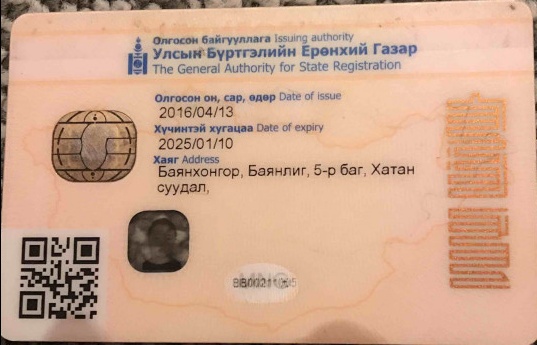 Олгосон байгууллага Issuing authority
Улсын Бүртгэлийн Ерөнхий Газар
The General Authority for State Registration
Олгосон он, сар, өдөр Date of issue
2016/04/13
Хүчинтэй хугацаа Date of expiry
2025/01/10
Хаяг Address
Баянхонгор, Баянлиг, 5-р баг, Хатан
суудал,